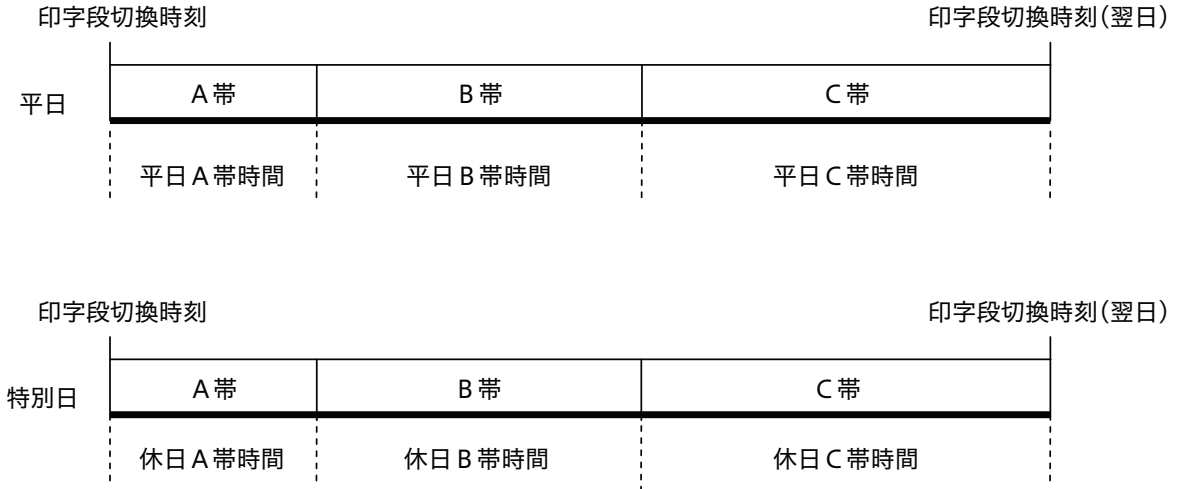 印字段切換時刻 印字段切換時刻(翌日)
平日 A帯 B帯 C帯
平日A帯時間 平日B帯時間 平日C帯時間
印字段切換時刻 印字段切換時刻(翌日)
特別日 A帯 B帯 C帯
休日A帯時間 休日B帯時間 休日C帯時間